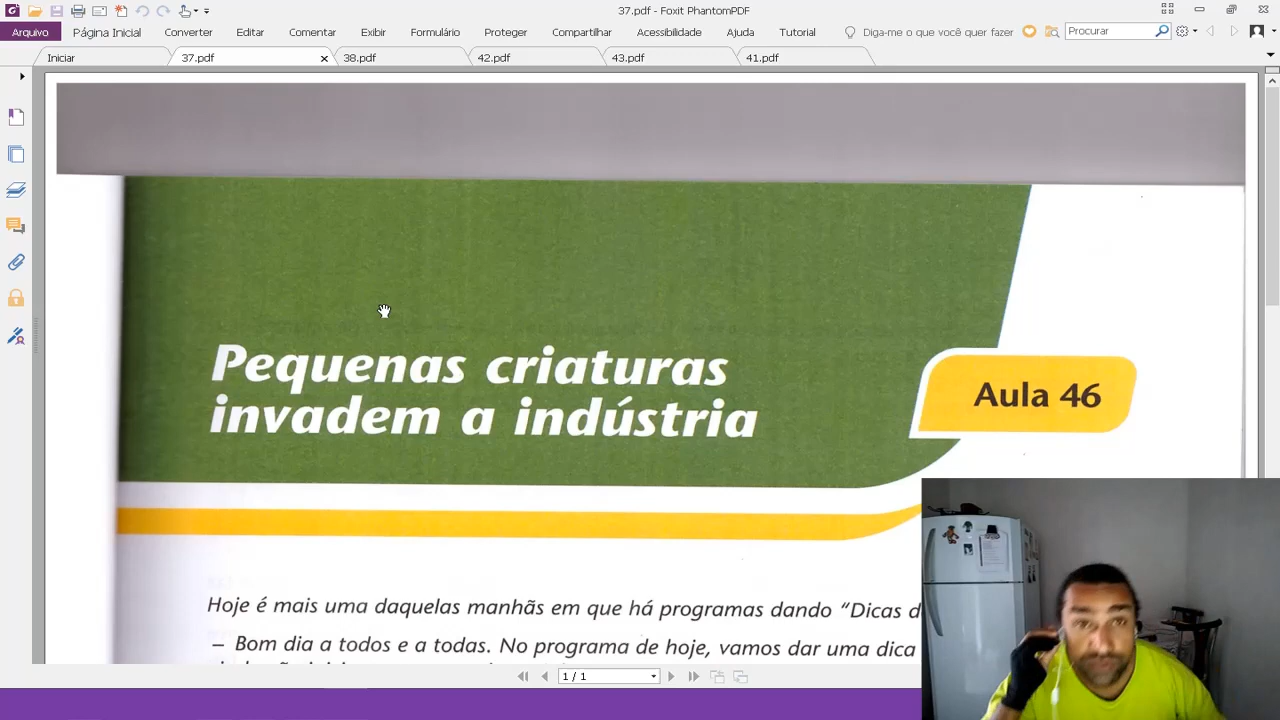 37.pdf - Foxit PhantomPDF
Arquivo Página Inicial Converter Editar Comentar Exibir Formulário Proteger Compartilhar Acessibilidade Ajuda Tutorial Diga-me o que você quer fazer Procurar
Iniciar 37.pdf 38.pdf 42.pdf 43.pdf 41.pdf
Pequenas criaturas
invadem a indústria
Aula 46
Hoje é mais uma daquelas manhãs em que há programas dando “Dicas d
– Bom dia a todos e a todas. No programa de hoje, vamos dar uma dica
1 / 1